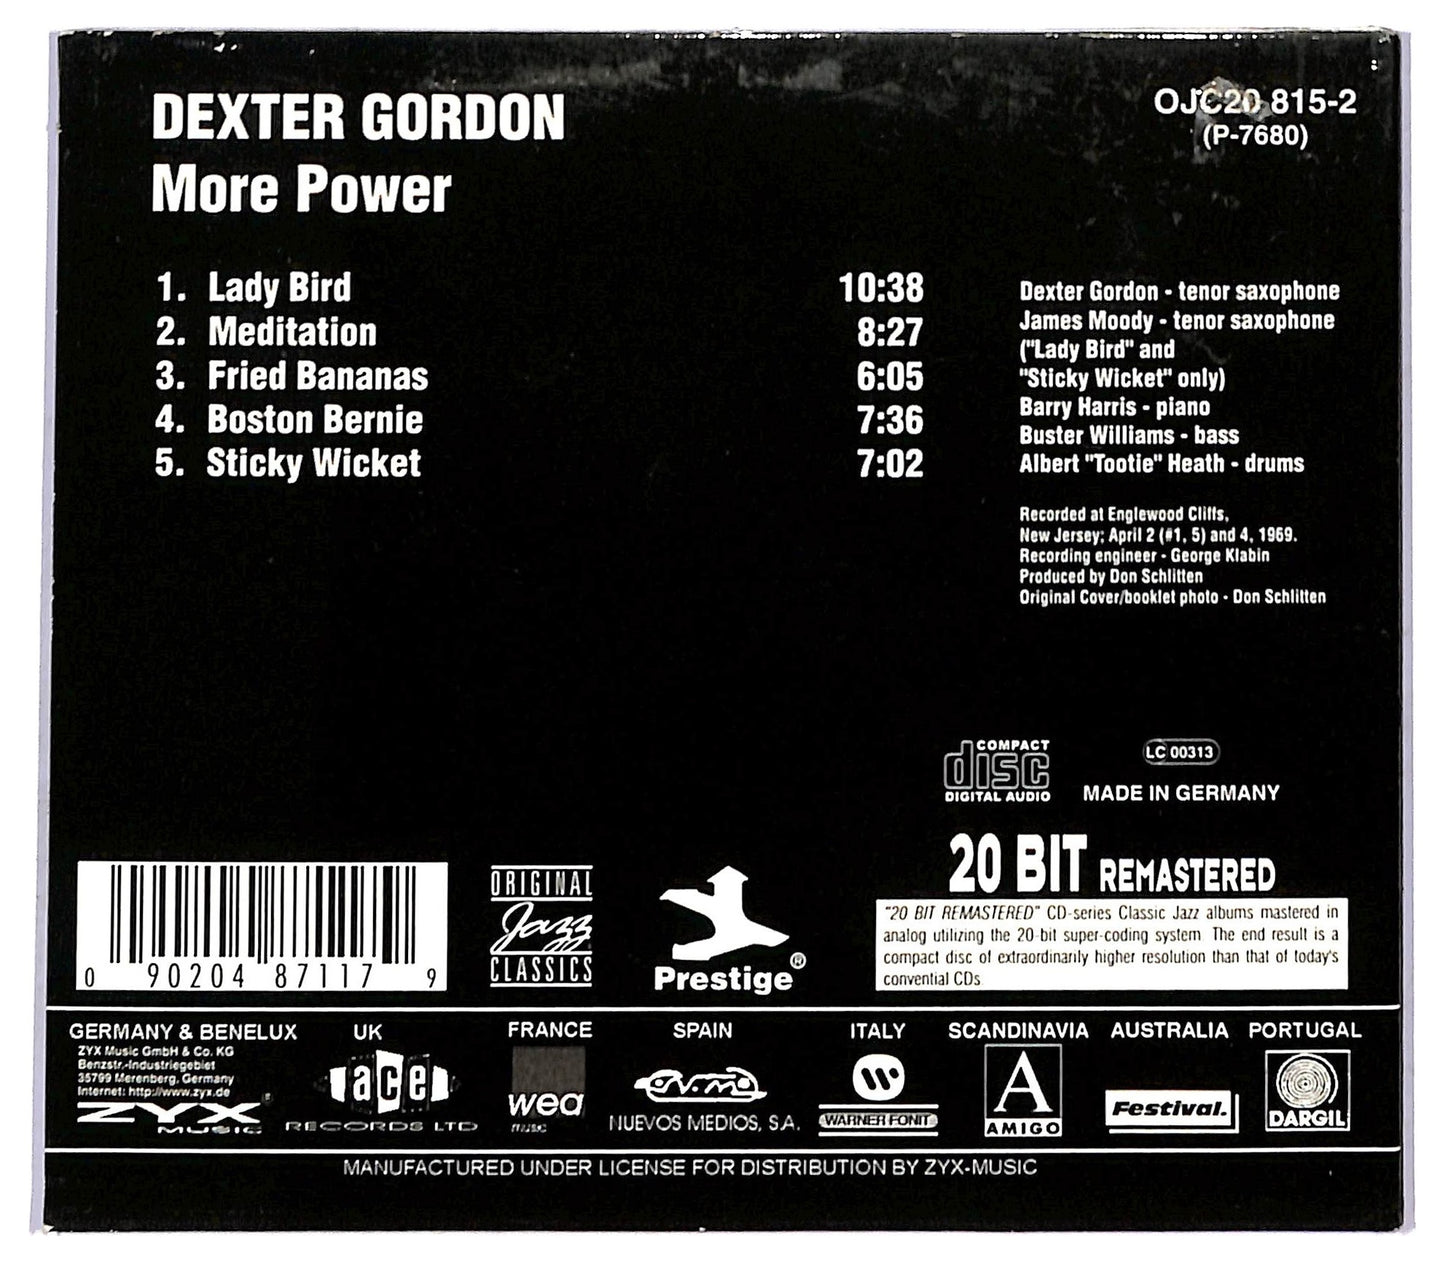 DEXTER GORDON
More Power
OJC20 815-2
(P-7680)
1. Lady Bird 10:38
2. Meditation 8:27
3. Fried Bananas 6:05
4. Boston Bernie 7:36
5. Sticky Wicket 7:02
Dexter Gordon - tenor saxophone
James Moody - tenor saxophone
("Lady Bird" and
"Sticky Wicket" only)
Barry Harris - piano
Buster Williams - bass
Albert "Tootie" Heath - drums
Recorded at Englewood Cliffs,
New Jersey; April 2 (#1, 5) and 4, 1969.
Recording engineer - George Klabin
Produced by Don Schlitten
Original Cover/booklet photo - Don Schlitten
COMPACT
disc
DIGITAL AUDIO
LC 00313
MADE IN GERMANY
20 BIT REMASTERED
"20 BIT REMASTERED" CD-series Classic Jazz albums mastered in
analog utilizing the 20-bit super-coding system. The end result is a
compact disc of extraordinarily higher resolution than that of today's
convential CDs.
0 90204 87117 9
ORIGINAL
Jazz
CLASSICS
Prestige®
GERMANY & BENELUX
ZYX Music GmbH & Co. KG
Benzstr.-Industriegebiet
35799 Merenberg, Germany
Internet: http://www.zyx.de
ZYX®
MUSIC
UK
ace
RECORDS LTD
FRANCE
wea
music
SPAIN
NUEVOS MEDIOS, S.A.
ITALY
WARNER FONIT
SCANDINAVIA
A
AMIGO
AUSTRALIA
Festival.
PORTUGAL
DARGIL
MANUFACTURED UNDER LICENSE FOR DISTRIBUTION BY ZYX-MUSIC